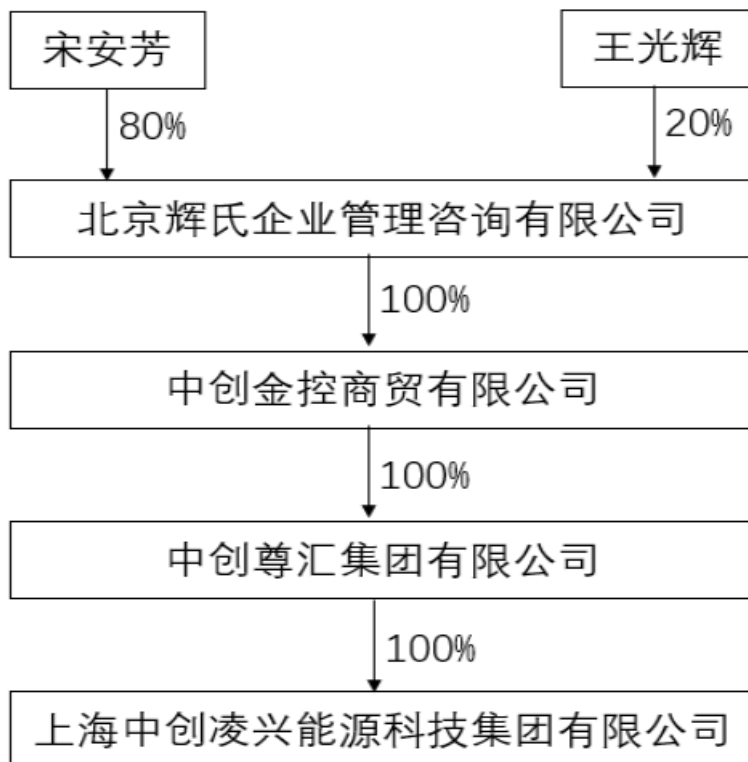 宋安芳
王光辉
80%
20%
北京辉氏企业管理咨询有限公司
100%
中创金控商贸有限公司
100%
中创尊汇集团有限公司
100%
上海中创凌兴能源科技集团有限公司